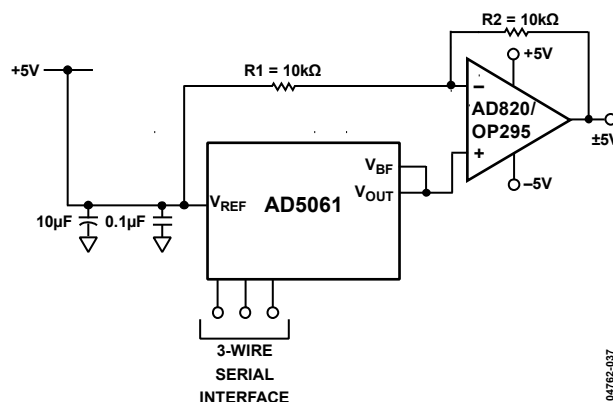 R2 = 10kΩ
+5V
R1 = 10kΩ
+5V
–
AD820/
OP295
+
±5V
–5V
VBF
VREF
AD5061
VOUT
10µF
0.1µF
3-WIRE
SERIAL
INTERFACE
04762-037